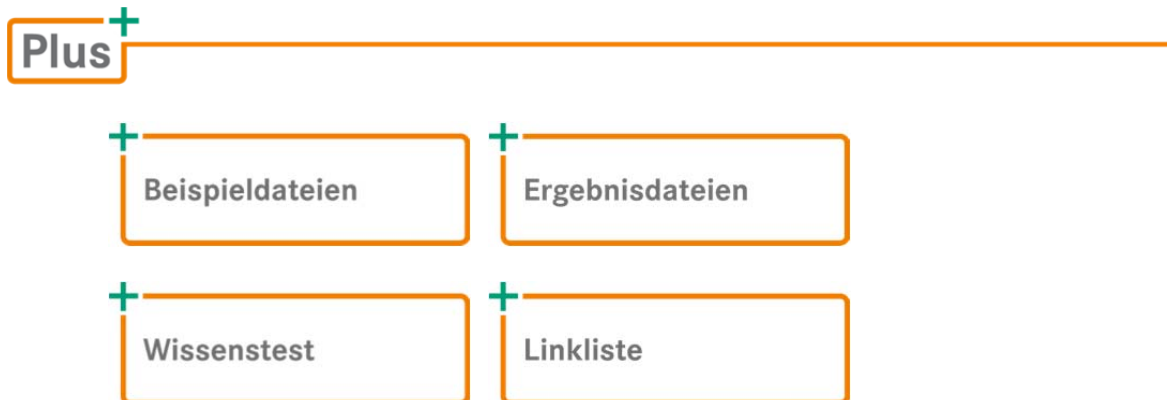 Plus
Beispieldateien
Ergebnisdateien
Wissenstest
Linkliste